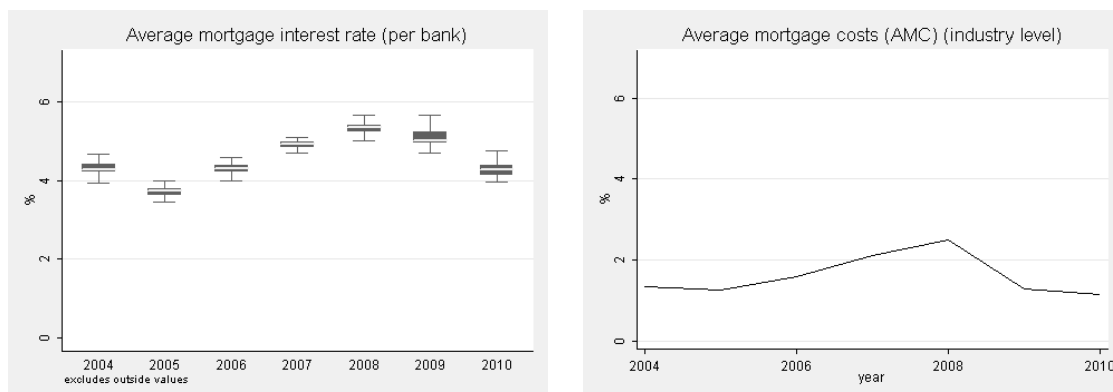 Average mortgage interest rate (per bank)
6
4
%
2
0
2004 2005 2006 2007 2008 2009 2010
excludes outside values
Average mortgage costs (AMC) (industry level)
6
4
%
2
0
2004 2006 2008 2010
year